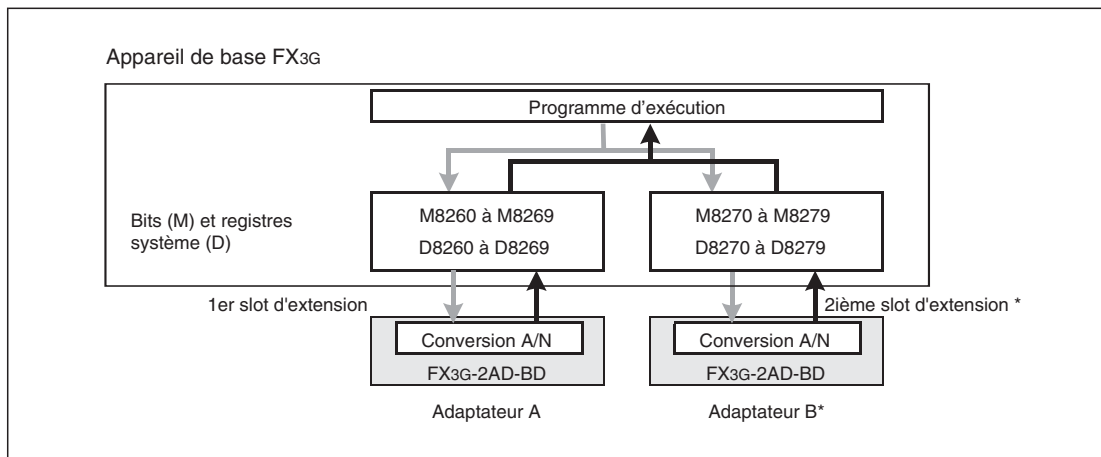 Appareil de base FX3G
Programme d'exécution
Bits (M) et registres
système (D)
M8260 à M8269
D8260 à D8269
M8270 à M8279
D8270 à D8279
1er slot d'extension
2ième slot d'extension *
Conversion A/N
FX3G-2AD-BD
Adaptateur A
Conversion A/N
FX3G-2AD-BD
Adaptateur B*